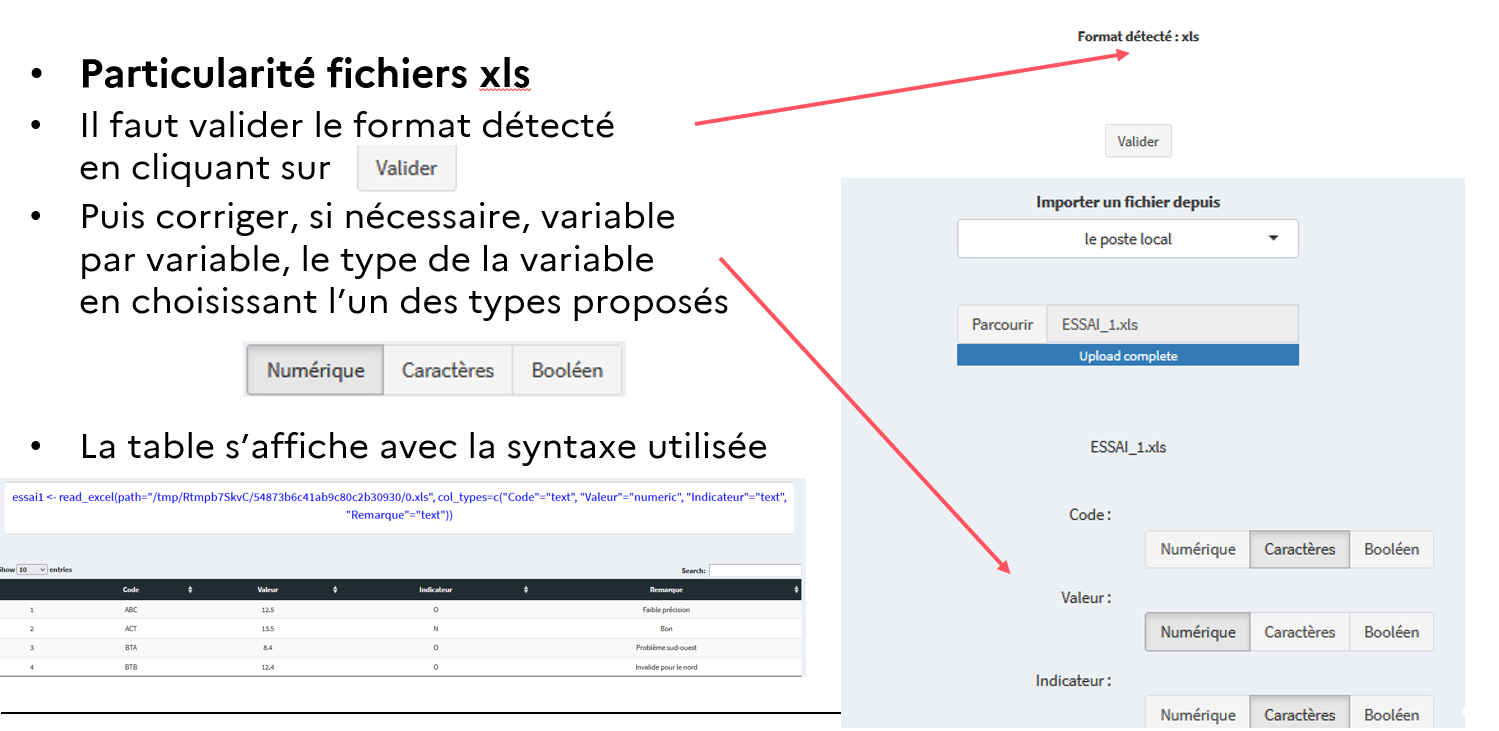 • Particularité fichiers xls
• Il faut valider le format détecté
en cliquant sur Valider
• Puis corriger, si nécessaire, variable
par variable, le type de la variable
en choisissant l’un des types proposés
Numérique Caractères Booléen
• La table s’affiche avec la syntaxe utilisée
essai1 <- read_excel(path="/tmp/Rtmpb7SkvC/54873b6c41ab9c80c2b30930/0.xls", col_types=c("Code"="text", "Valeur"="numeric", "Indicateur"="text",
"Remarque"="text"))
Show 10 entries Search:
Code Valeur Indicateur Remarque
1 ABC 12.5 O Faible précision
2 ACT 13.5 N Bon
3 BTA 8.4 O Problème sud-ouest
4 BTB 12.4 O Invalide pour le nord
Format détecté : xls
Valider
Importer un fichier depuis
le poste local
Parcourir ESSAI_1.xls
Upload complete
ESSAI_1.xls
Code :
Numérique Caractères Booléen
Valeur :
Numérique Caractères Booléen
Indicateur :
Numérique Caractères Booléen